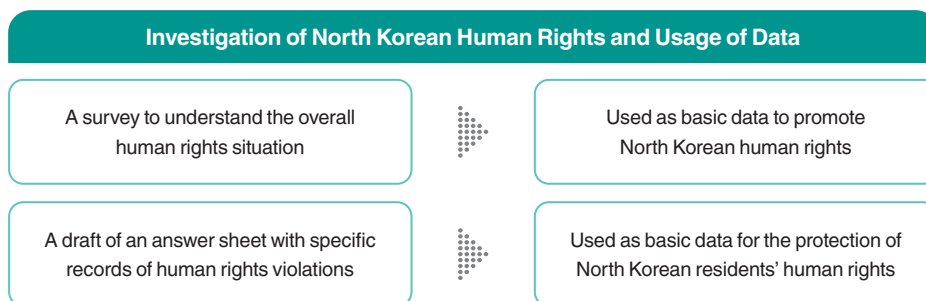 Investigation of North Korean Human Rights and Usage of Data
A survey to understand the overall
human rights situation
Used as basic data to promote
North Korean human rights
A draft of an answer sheet with specific
records of human rights violations
Used as basic data for the protection of
North Korean residents' human rights